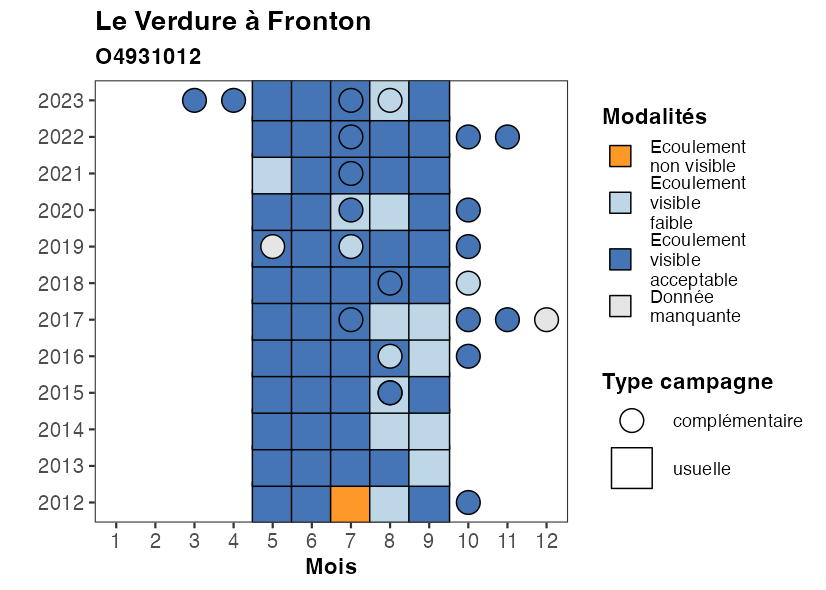 Le Verdure à Fronton
O4931012
2023
2022
2021
2020
2019
2018
2017
2016
2015
2014
2013
2012
1 2 3 4 5 6 7 8 9 10 11 12
Mois
Modalités
Ecoulement
non visible
Ecoulement
visible
faible
Ecoulement
visible
acceptable
Donnée
manquante
Type campagne
complémentaire
usuelle